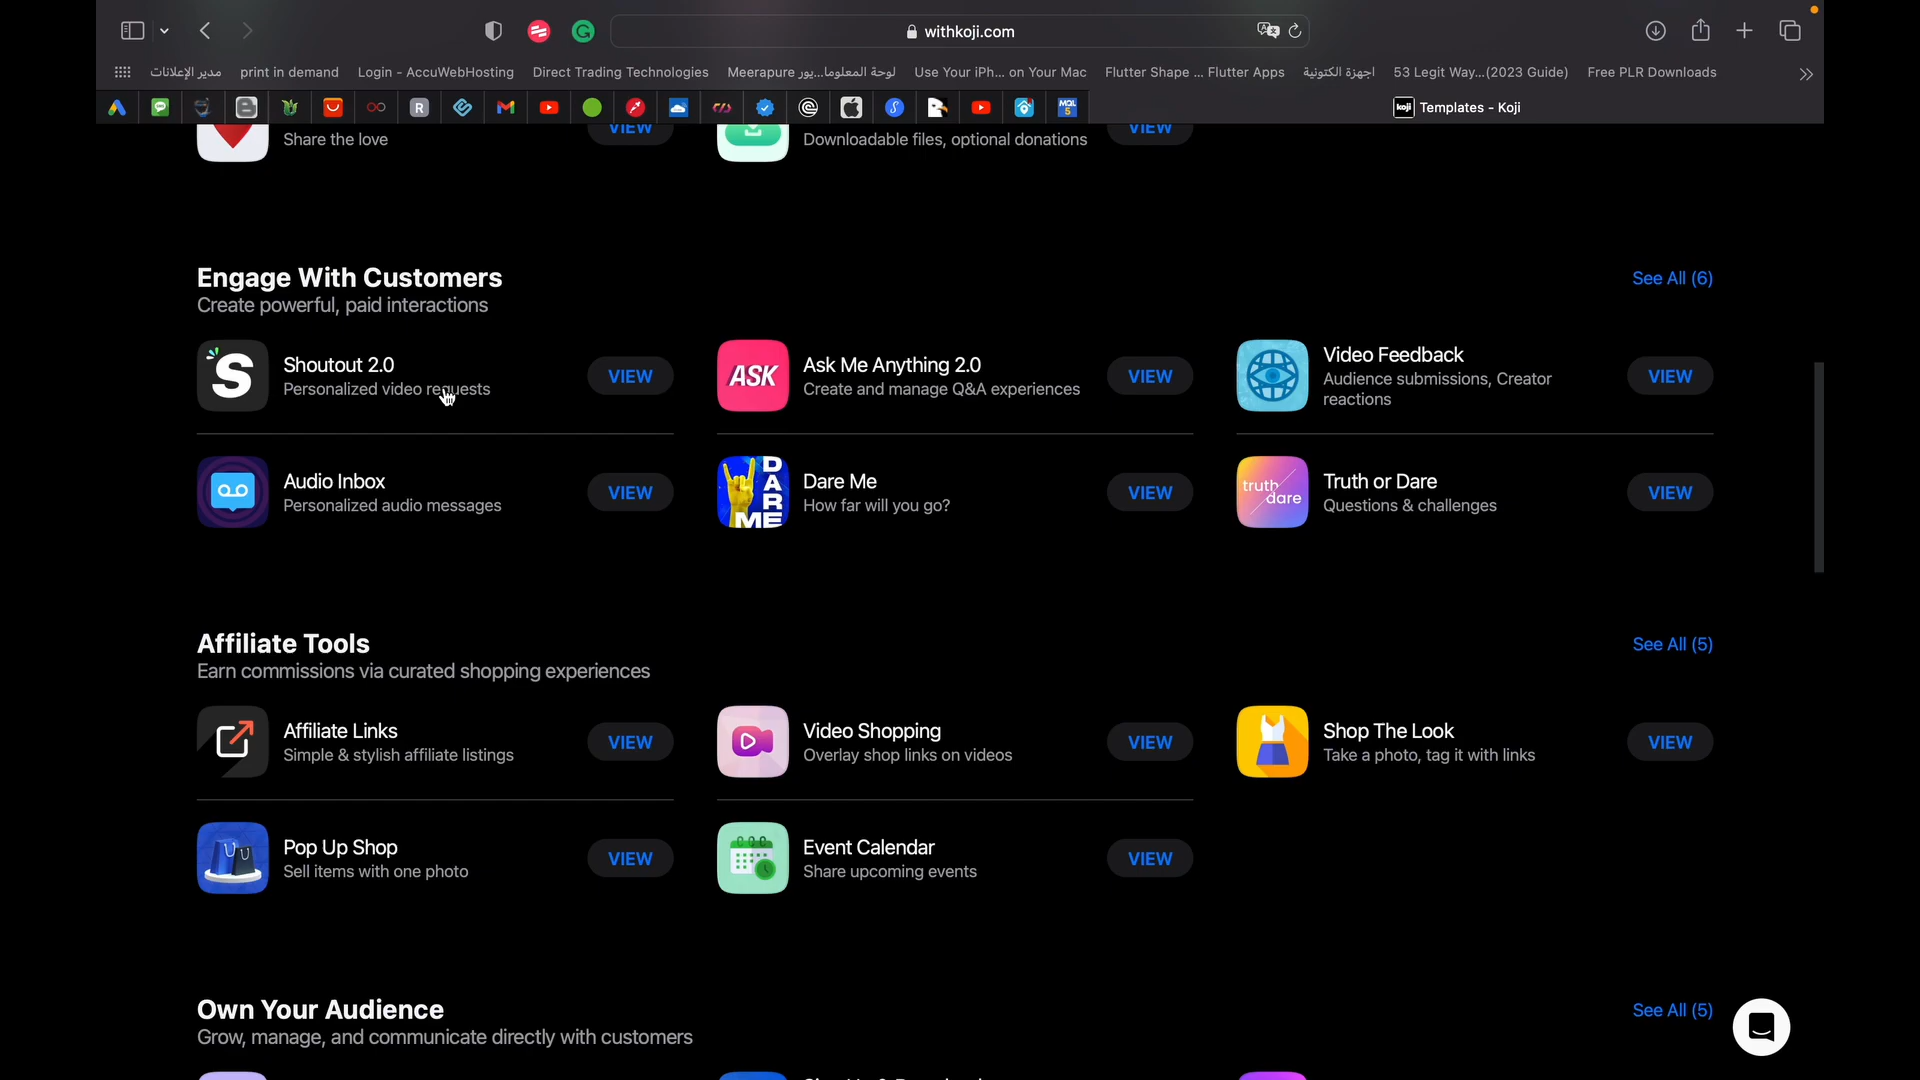 withkoji.com
مدير الإعلانات
print in demand
Login - AccuWebHosting
Direct Trading Technologies
لوحة المعلوما...يور Meerapure
Use Your iPh... on Your Mac
Flutter Shape ... Flutter Apps
اجهزة الكتونية
53 Legit Way...(2023 Guide)
Free PLR Downloads
R
MQL 5
koji Templates - Koji
Share the love
VIEW
Downloadable files, optional donations
VIEW
Engage With Customers
See All (6)
Create powerful, paid interactions
S
Shoutout 2.0
Personalized video requests
VIEW
ASK
Ask Me Anything 2.0
Create and manage Q&A experiences
VIEW
Video Feedback
Audience submissions, Creator
reactions
VIEW
Audio Inbox
Personalized audio messages
VIEW
DARE
ME
Dare Me
How far will you go?
VIEW
truth
dare
Truth or Dare
Questions & challenges
VIEW
Affiliate Tools
See All (5)
Earn commissions via curated shopping experiences
Affiliate Links
Simple & stylish affiliate listings
VIEW
Video Shopping
Overlay shop links on videos
VIEW
Shop The Look
Take a photo, tag it with links
VIEW
Pop Up Shop
Sell items with one photo
VIEW
Event Calendar
Share upcoming events
VIEW
Own Your Audience
See All (5)
Grow, manage, and communicate directly with customers